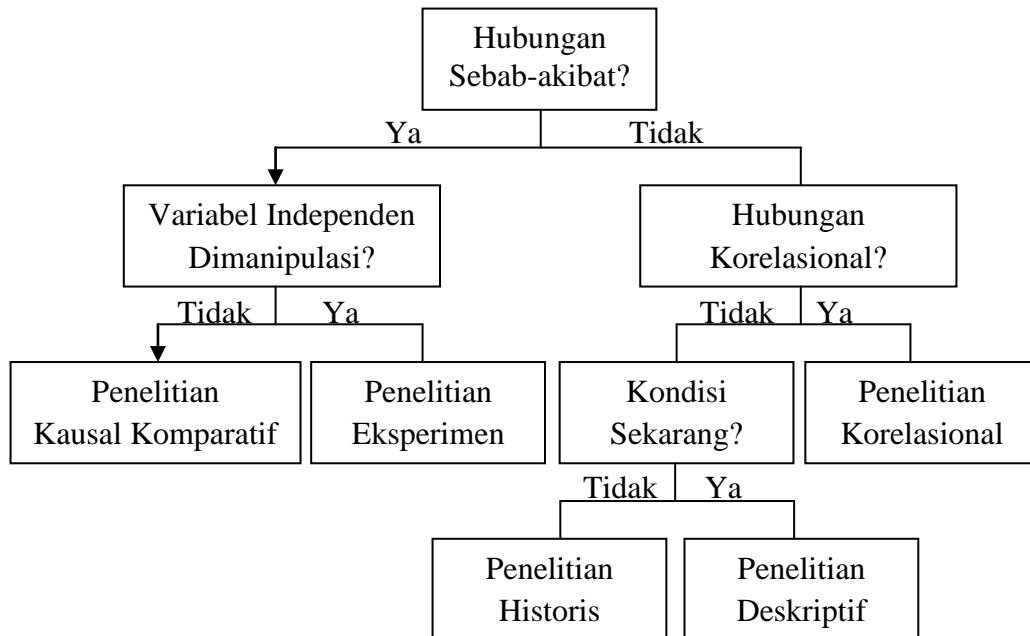 Hubungan
Sebab-akibat?
Ya
Tidak
Variabel Independen
Dimanipulasi?
Hubungan
Korelasional?
Tidak
Ya
Tidak
Ya
Penelitian
Kausal Komparatif
Penelitian
Eksperimen
Kondisi
Sekarang?
Penelitian
Korelasional
Tidak
Ya
Penelitian
Historis
Penelitian
Deskriptif